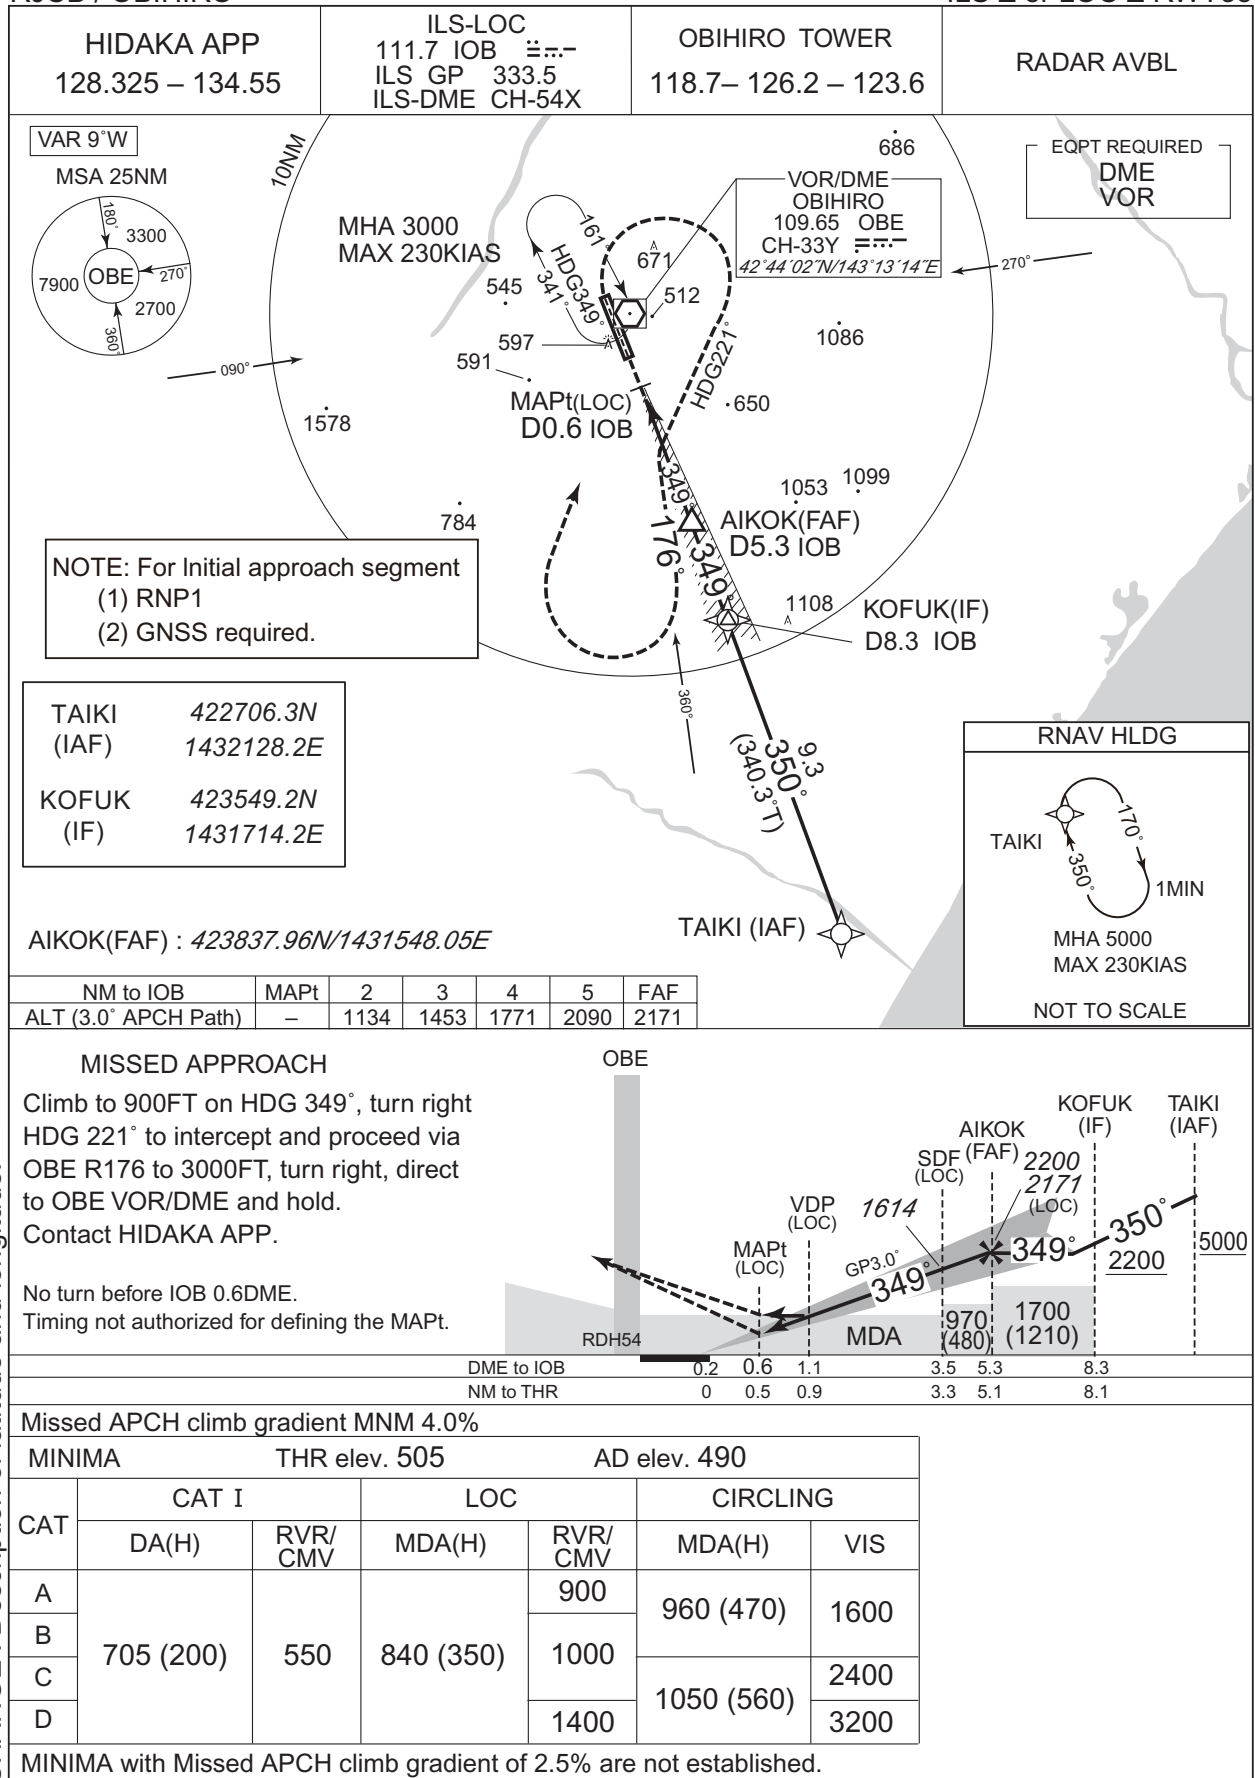 HIDAKA APP
128.325 – 134.55
ILS-LOC
111.7 IOB
ILS GP 333.5
ILS-DME CH-54X
OBIHIRO TOWER
118.7– 126.2 – 123.6
RADAR AVBL
VAR 9˚W
MSA 25NM
180˚
3300
7900
OBE
270˚
2700
360˚
10NM
MHA 3000
MAX 230KIAS
161˚
341˚
HDG349˚
686
VOR/DME
OBIHIRO
109.65 OBE
CH-33Y
42˚44´02˝N/143˚13´14˝E
EQPT REQUIRED
DME
VOR
270˚
671
545
512
597
1086
591
090˚
HDG221˚
650
MAPt(LOC)
D0.6 IOB
1578
349˚
1053
1099
784
AIKOK(FAF)
D5.3 IOB
176˚
349˚
NOTE: For Initial approach segment
(1) RNP1
(2) GNSS required.
1108
KOFUK(IF)
D8.3 IOB
360˚
TAIKI
(IAF)
422706.3N
1432128.2E
KOFUK
(IF)
423549.2N
1431714.2E
9.3
350˚
(340.3˚T)
RNAV HLDG
TAIKI
170˚
350˚
1MIN
MHA 5000
MAX 230KIAS
NOT TO SCALE
TAIKI (IAF)
AIKOK(FAF) : 423837.96N/1431548.05E
NM to IOB MAPt 2 3 4 5 FAF
ALT (3.0˚ APCH Path) – 1134 1453 1771 2090 2171
MISSED APPROACH
Climb to 900FT on HDG 349˚, turn right
HDG 221˚ to intercept and proceed via
OBE R176 to 3000FT, turn right, direct
to OBE VOR/DME and hold.
Contact HIDAKA APP.
No turn before IOB 0.6DME.
Timing not authorized for defining the MAPt.
OBE
KOFUK
(IF)
TAIKI
(IAF)
AIKOK
(FAF)
SDF
(LOC)
2200
2171
(LOC)
VDP
(LOC)
1614
MAPt
(LOC)
GP3.0˚
349˚
349˚
350˚
2200
5000
RDH54
MDA
970
(480)
1700
(1210)
DME to IOB 0.2 0.6 1.1 3.5 5.3 8.3
NM to THR 0 0.5 0.9 3.3 5.1 8.1
Missed APCH climb gradient MNM 4.0%
MINIMA THR elev. 505 AD elev. 490
CAT
CAT I
LOC
CIRCLING
DA(H)
RVR/
CMV
MDA(H)
RVR/
CMV
MDA(H)
VIS
A
B
C
D
705 (200)
550
840 (350)
900
1000
1400
960 (470)
1050 (560)
1600
2400
3200
MINIMA with Missed APCH climb gradient of 2.5% are not established.